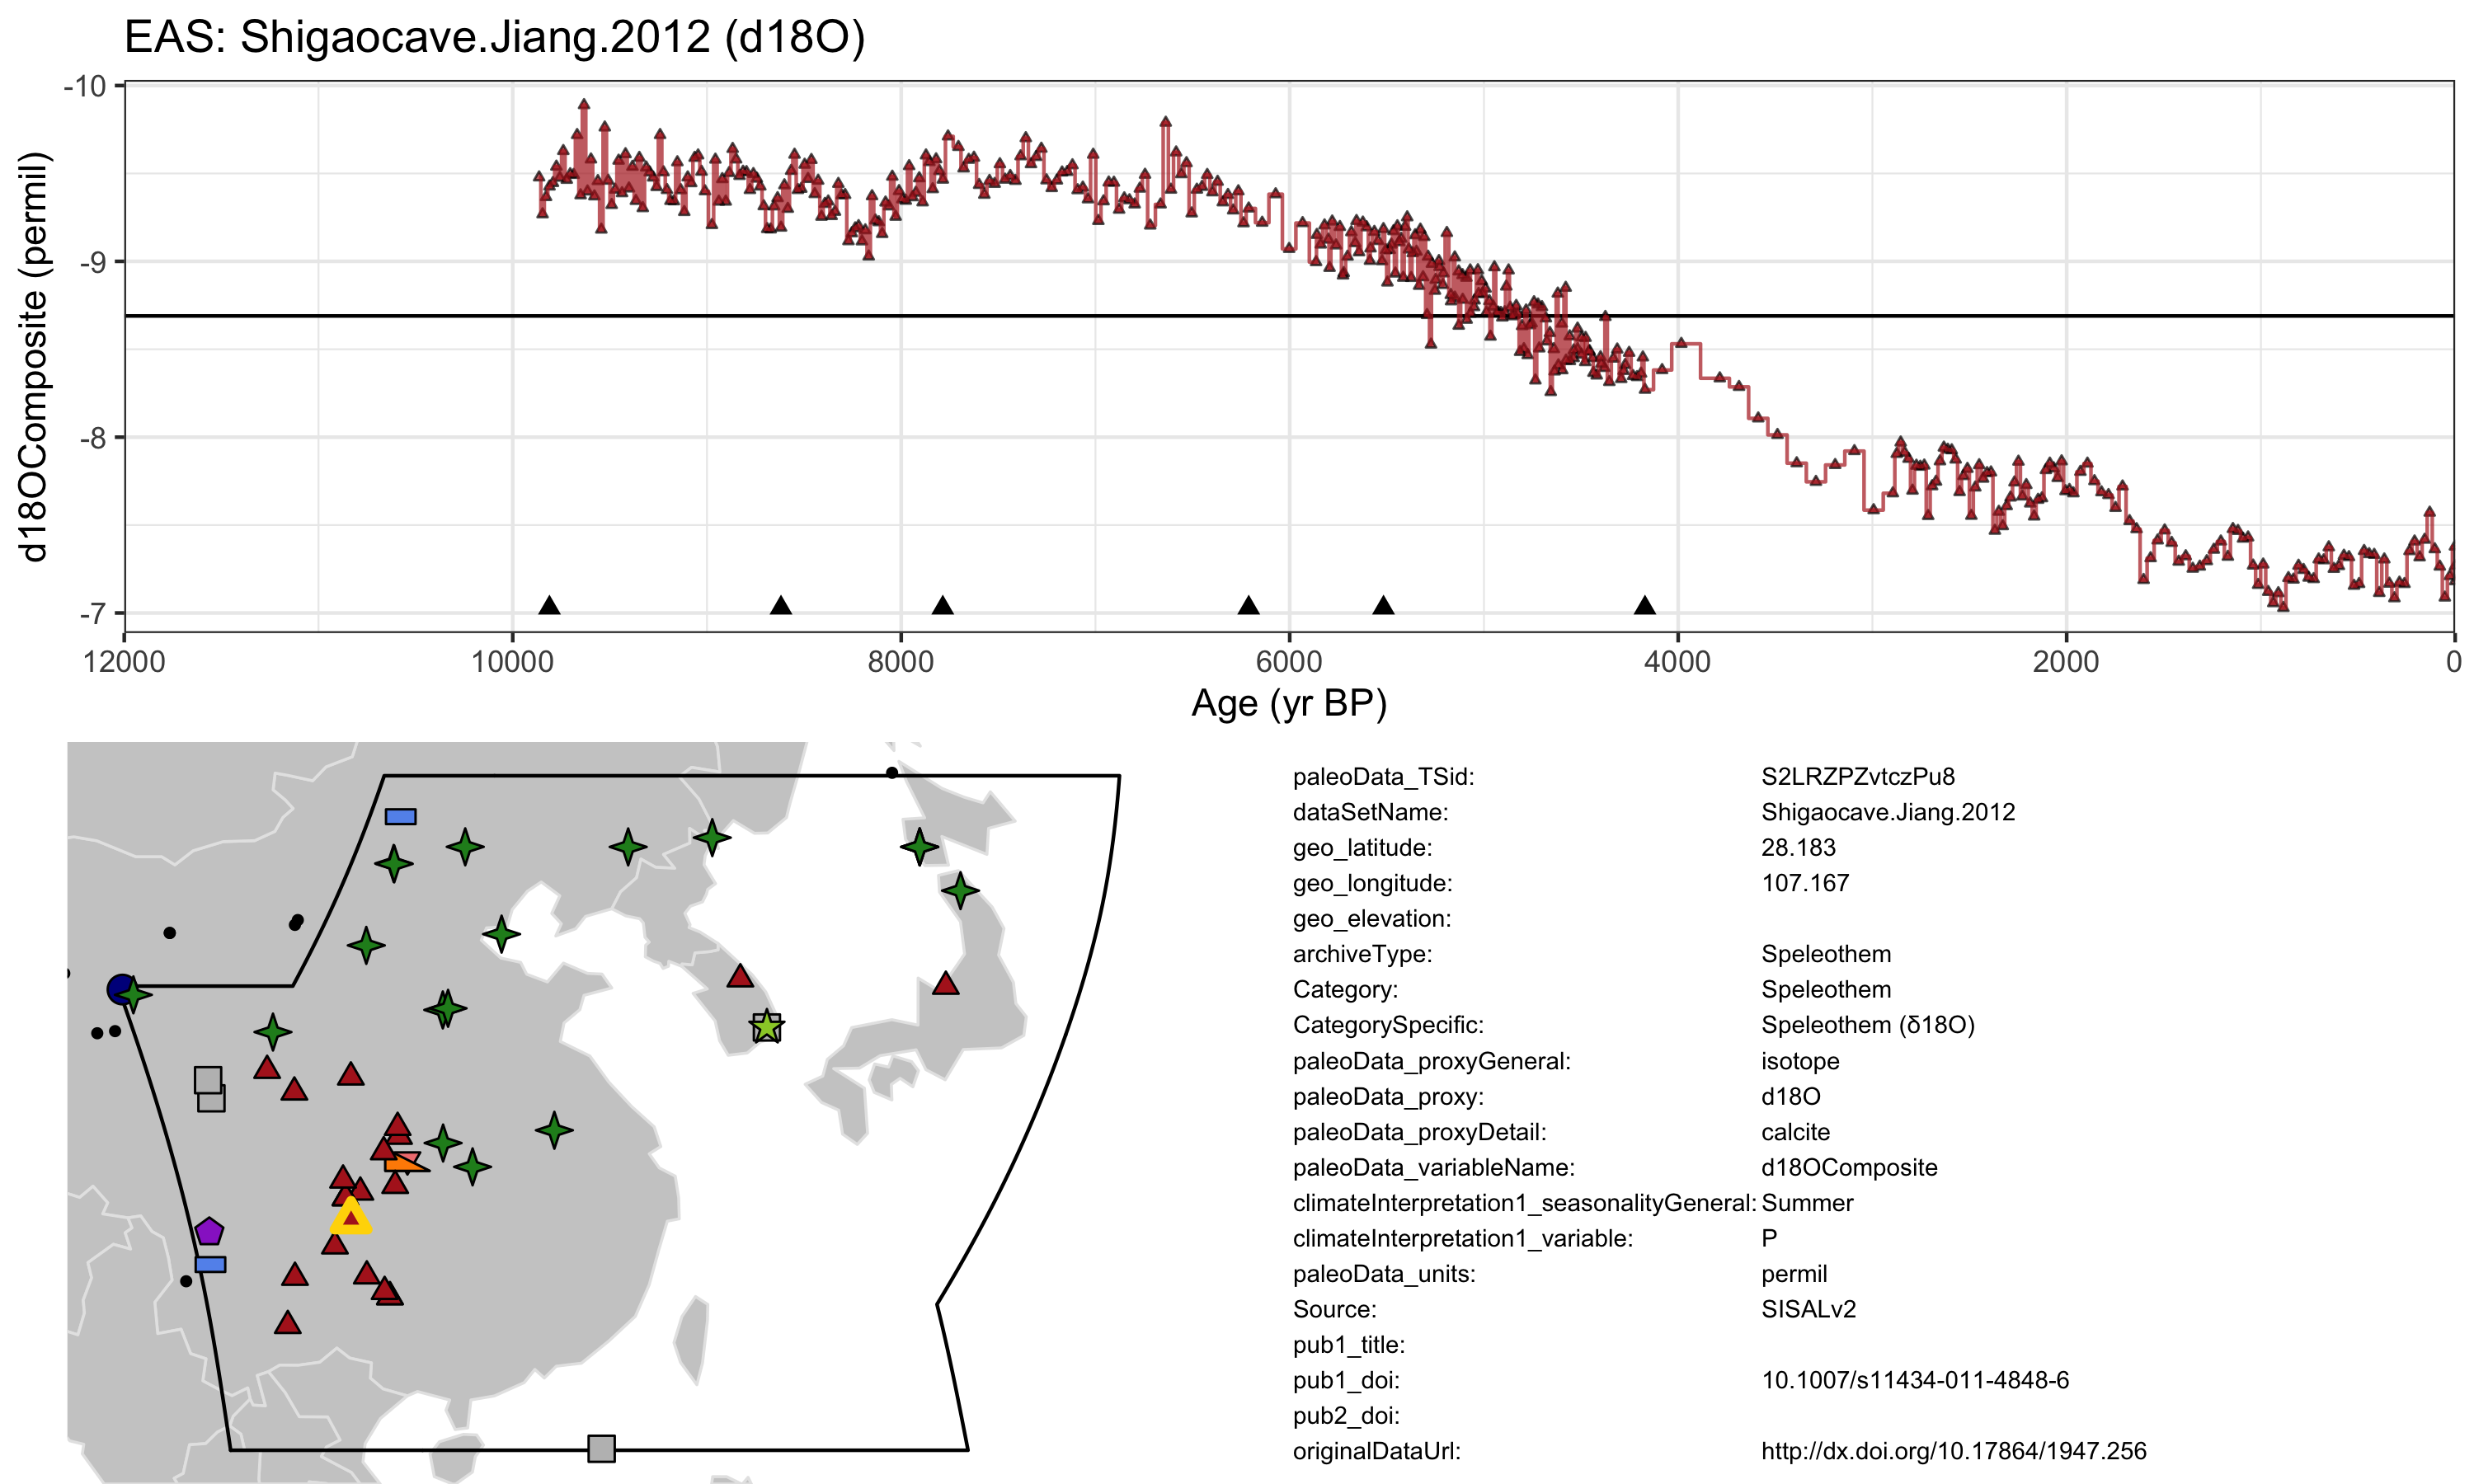 EAS: Shigaocave.Jiang.2012 (d18O)
d18OComposite (permil)
-10
-9
-8
-7
12000 10000 8000 6000 4000 2000 0
Age (yr BP)
paleoData_TSid: S2LRZPZvtczPu8
dataSetName: Shigaocave.Jiang.2012
geo_latitude: 28.183
geo_longitude: 107.167
geo_elevation:
archiveType: Speleothem
Category: Speleothem
CategorySpecific: Speleothem (δ18O)
paleoData_proxyGeneral: isotope
paleoData_proxy: d18O
paleoData_proxyDetail: calcite
paleoData_variableName: d18OComposite
climateInterpretation1_seasonalityGeneral: Summer
climateInterpretation1_variable: P
paleoData_units: permil
Source: SISALv2
pub1_title:
pub1_doi: 10.1007/s11434-011-4848-6
pub2_doi:
originalDataUrl: http://dx.doi.org/10.17864/1947.256